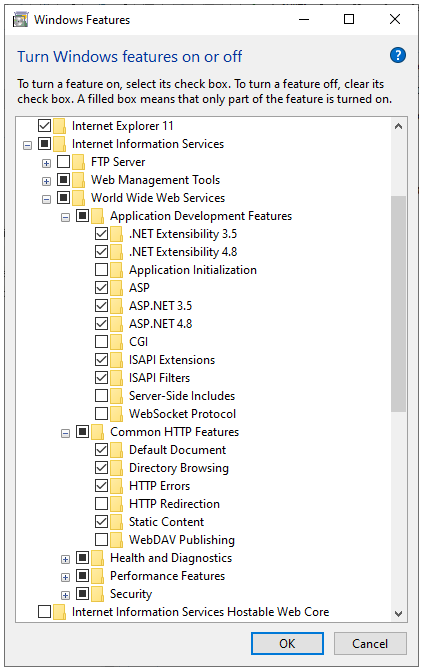 Windows Features
Turn Windows features on or off
?
To turn a feature on, select its check box. To turn a feature off, clear its
check box. A filled box means that only part of the feature is turned on.
Internet Explorer 11
Internet Information Services
FTP Server
Web Management Tools
World Wide Web Services
Application Development Features
.NET Extensibility 3.5
.NET Extensibility 4.8
Application Initialization
ASP
ASP.NET 3.5
ASP.NET 4.8
CGI
ISAPI Extensions
ISAPI Filters
Server-Side Includes
WebSocket Protocol
Common HTTP Features
Default Document
Directory Browsing
HTTP Errors
HTTP Redirection
Static Content
WebDAV Publishing
Health and Diagnostics
Performance Features
Security
Internet Information Services Hostable Web Core
OK Cancel